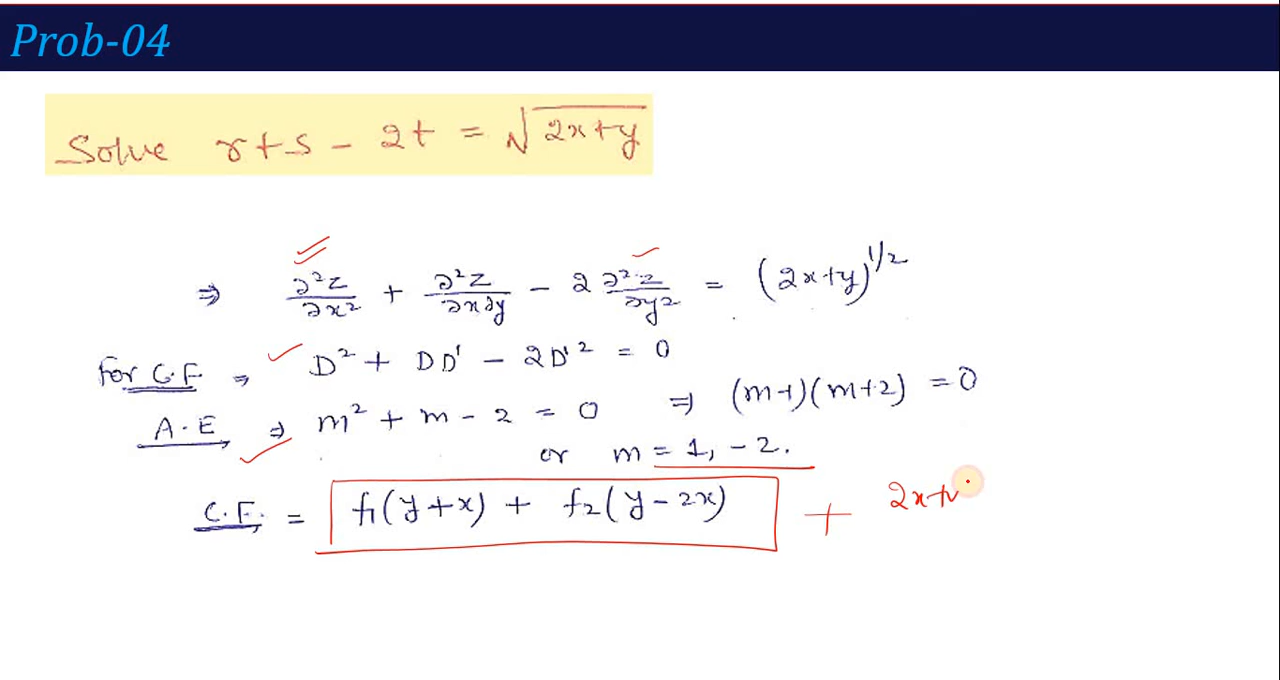 Prob-04
Solve r+s - 2t = √2x+y
⇒ ∂²z/∂x² + ∂²z/∂x∂y - 2 ∂²z/∂y² = (2x+y)^1/2
For C.F ⇒ D² + DD' - 2D'² = 0
A.E ⇒ m² + m - 2 = 0 ⇒ (m-1)(m+2) = 0
or m = 1, -2.
C.F. = f₁(y+x) + f₂(y-2x) + 2x+